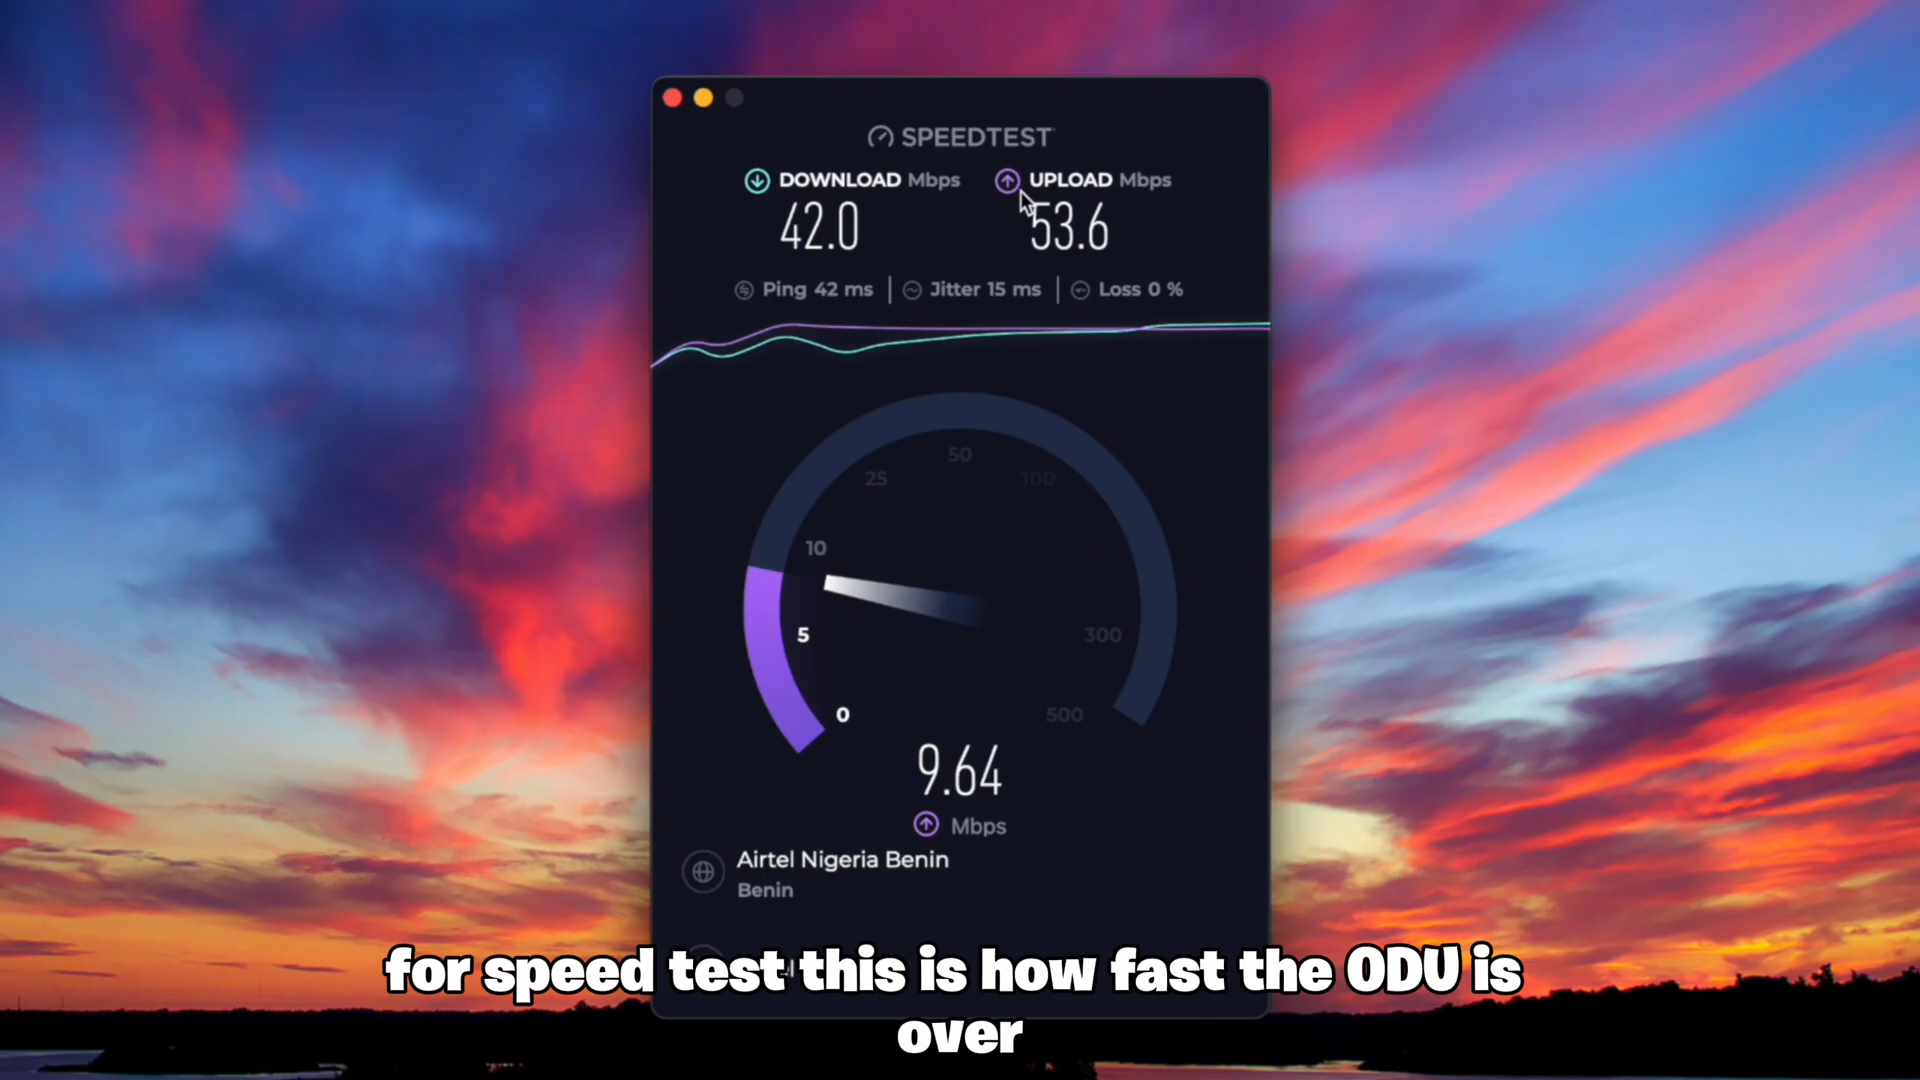 SPEEDTEST
DOWNLOAD Mbps UPLOAD Mbps
42.0 53.6
Ping 42 ms Jitter 15 ms Loss 0 %
50
25 100
10
5 300
0 500
9.64
Mbps
Airtel Nigeria Benin
Benin
for speed test this is how fast the ODU is
over